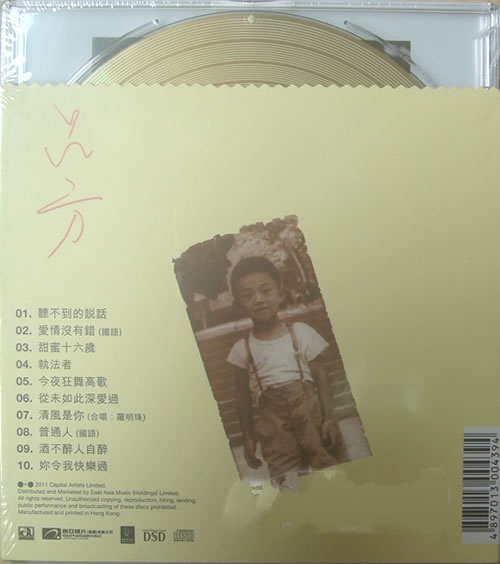 01. 聽不到的説話
02. 愛情沒有錯 (國語)
03. 甜蜜十六歲
04. 執法者
05. 今夜狂舞高歌
06. 從未如此深愛過
07. 清風是你 (合唱：羅明珠)
08. 普通人 (國語)
09. 酒不醉人自醉
10. 妳令我快樂過
2011 Capital Artists Limited.
Distributed and Marketed by East Asia Music (Holdings) Limited.
All rights reserved. Unauthorized copying, reproduction, hiring, lending,
public performance and broadcasting of these discs prohibited.
Manufactured and printed in Hong Kong.
DSD
4 897013 004394